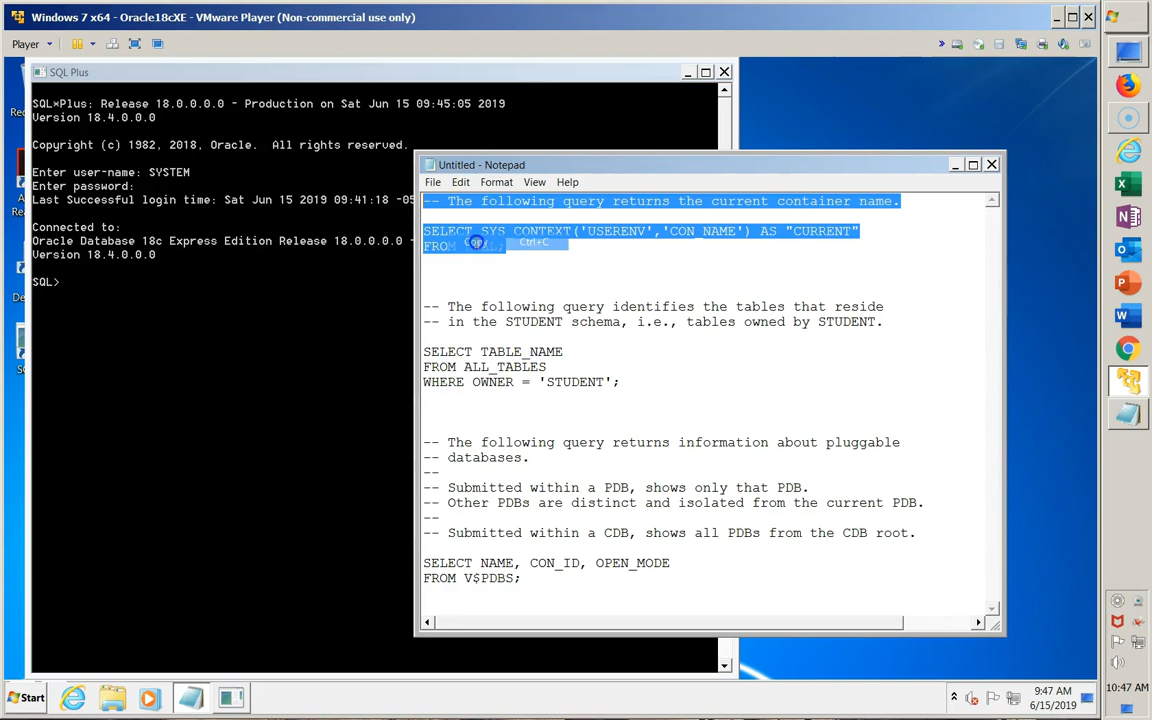 Windows 7 x64 - Oracle18cXE - VMware Player (Non-commercial use only)
Player
SQL Plus
SQL*Plus: Release 18.0.0.0.0 - Production on Sat Jun 15 09:45:05 2019
Version 18.4.0.0.0
Copyright (c) 1982, 2018, Oracle.  All rights reserved.
Enter user-name: SYSTEM
Enter password:
Last Successful login time: Sat Jun 15 2019 09:41:18 -05
Connected to:
Oracle Database 18c Express Edition Release 18.0.0.0.0 -
Version 18.4.0.0.0
SQL>
Untitled - Notepad
File Edit Format View Help
-- The following query returns the current container name.
SELECT SYS_CONTEXT('USERENV','CON_NAME') AS "CURRENT"
FROM
Copy Ctrl+C
-- The following query identifies the tables that reside
-- in the STUDENT schema, i.e., tables owned by STUDENT.
SELECT TABLE_NAME
FROM ALL_TABLES
WHERE OWNER = 'STUDENT';
-- The following query returns information about pluggable
-- databases.
--
-- Submitted within a PDB, shows only that PDB.
-- Other PDBs are distinct and isolated from the current PDB.
--
-- Submitted within a CDB, shows all PDBs from the CDB root.
SELECT NAME, CON_ID, OPEN_MODE
FROM V$PDBS;
Start
9:47 AM
6/15/2019
10:47 AM